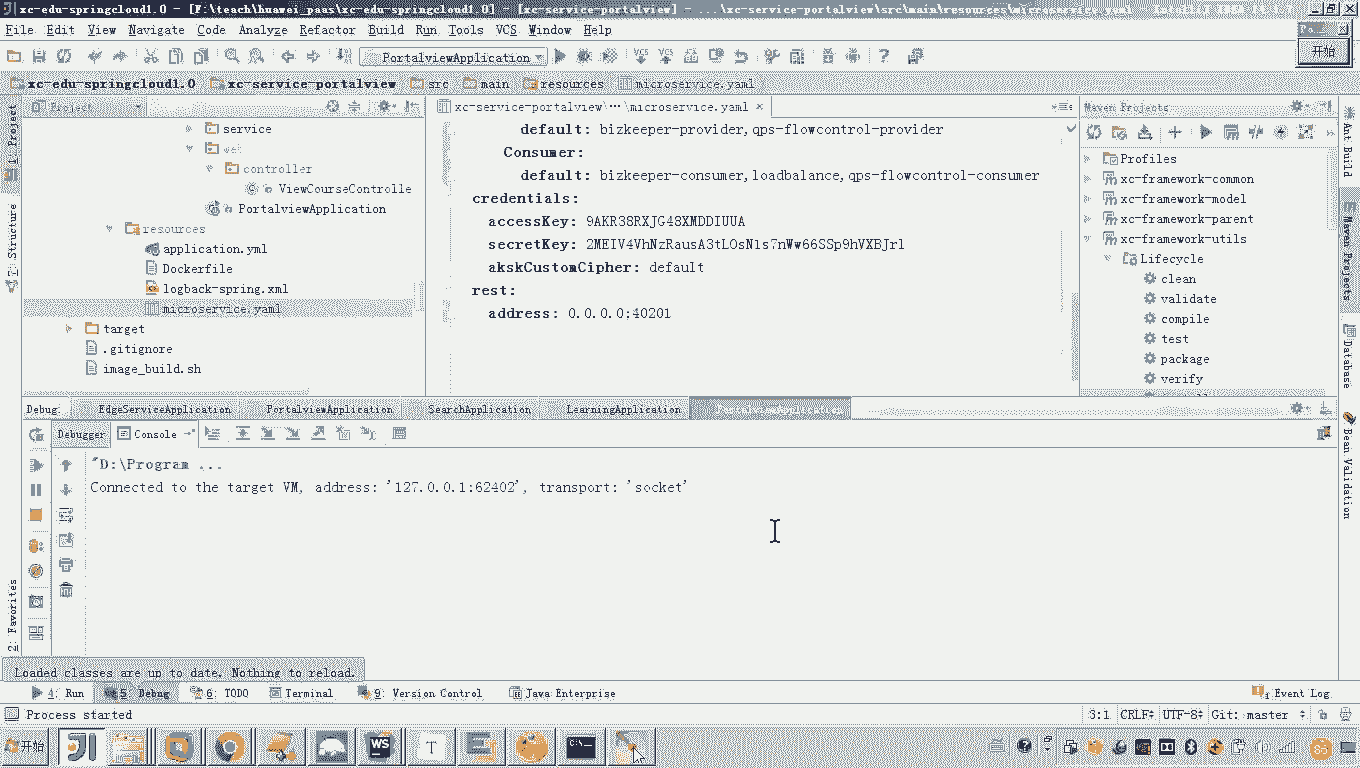 xc-edu-springcloud1.0 - [F:\teach\huawei_paas\xc-edu-springcloud1.0] - [xc-service-portalview] - ...\xc-service-portalview\src\main\resources\microservice.yaml
File Edit View Navigate Code Analyze Refactor Build Run Tools VCS Window Help
开始
PortalviewApplication
xc-edu-springcloud1.0 xc-service-portalview src main resources microservice.yaml
1: Project
Project
xc-service-portalview\...\microservice.yaml
Maven Projects
service
controller
ViewCourseControlle
PortalviewApplication
resources
application.yml
Dockerfile
logback-spring.xml
microservice.yaml
target
.gitignore
image_build.sh
default: bizkeeper-provider,qps-flowcontrol-provider
Consumer:
default: bizkeeper-consumer,loadbalance,qps-flowcontrol-consumer
credentials:
accessKey: 9AKR38RXJG48XMDDIUUA
akskCustomCipher: default
rest:
address: 0.0.0.0:40201
Profiles
xc-framework-common
xc-framework-model
xc-framework-parent
xc-framework-utils
Lifecycle
clean
validate
compile
test
package
verify
Ant Build
Maven Projects
Database
Bean Validation
7: Structure
2: Favorites
Debug: EdgeServiceApplication PortalviewApplication SearchApplication LearningApplication PortalviewApplication
Debugger Console
"D:\Program ...
Connected to the target VM, address: '127.0.0.1:62402', transport: 'socket'
Loaded classes are up to date. Nothing to reload.
4: Run 5: Debug 6: TODO Terminal 9: Version Control Java Enterprise 1 Event Log
Process started 8:1 CRLF UTF-8 Git: master
开始 WS T C:\